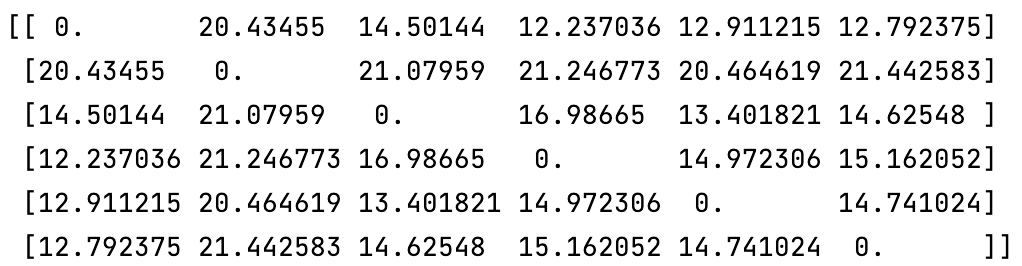 [[ 0.       20.43455  14.50144  12.237036 12.911215 12.792375]
 [20.43455   0.       21.07959  21.246773 20.464619 21.442583]
 [14.50144  21.07959   0.       16.98665  13.401821 14.62548 ]
 [12.237036 21.246773 16.98665   0.       14.972306 15.162052]
 [12.911215 20.464619 13.401821 14.972306  0.       14.741024]
 [12.792375 21.442583 14.62548  15.162052 14.741024  0.      ]]